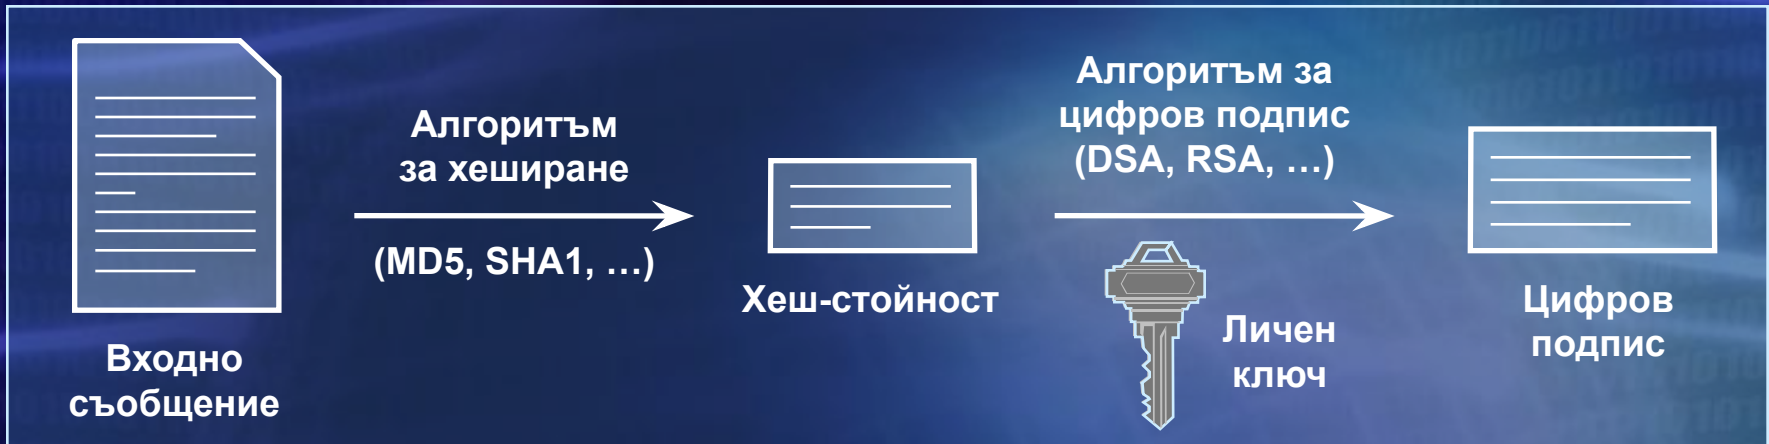 Входно
съобщение
Алгоритъм
за хеширане
(MD5, SHA1, …)
Хеш-стойност
Алгоритъм за
цифров подпис
(DSA, RSA, …)
Личен
ключ
Цифров
подпис